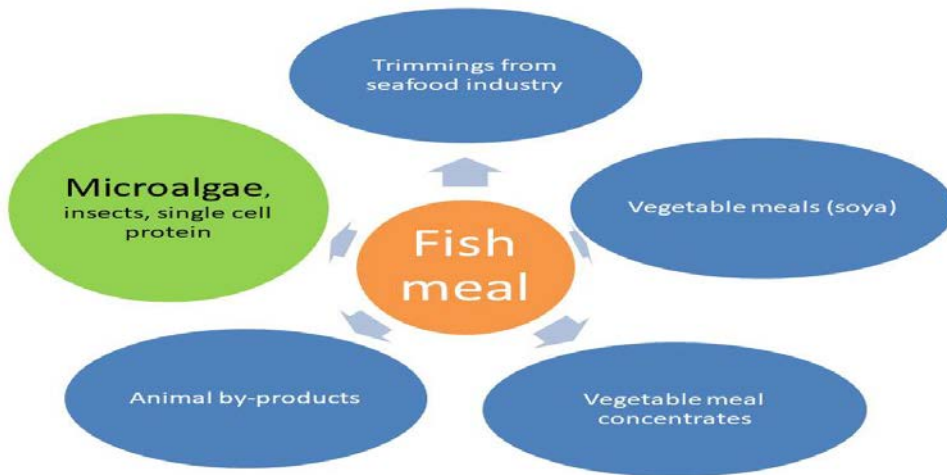 Trimmings from
seafood industry
Microalgae,
insects, single cell
protein
Vegetable meals (soya)
Fish
meal
Animal by-products
Vegetable meal
concentrates